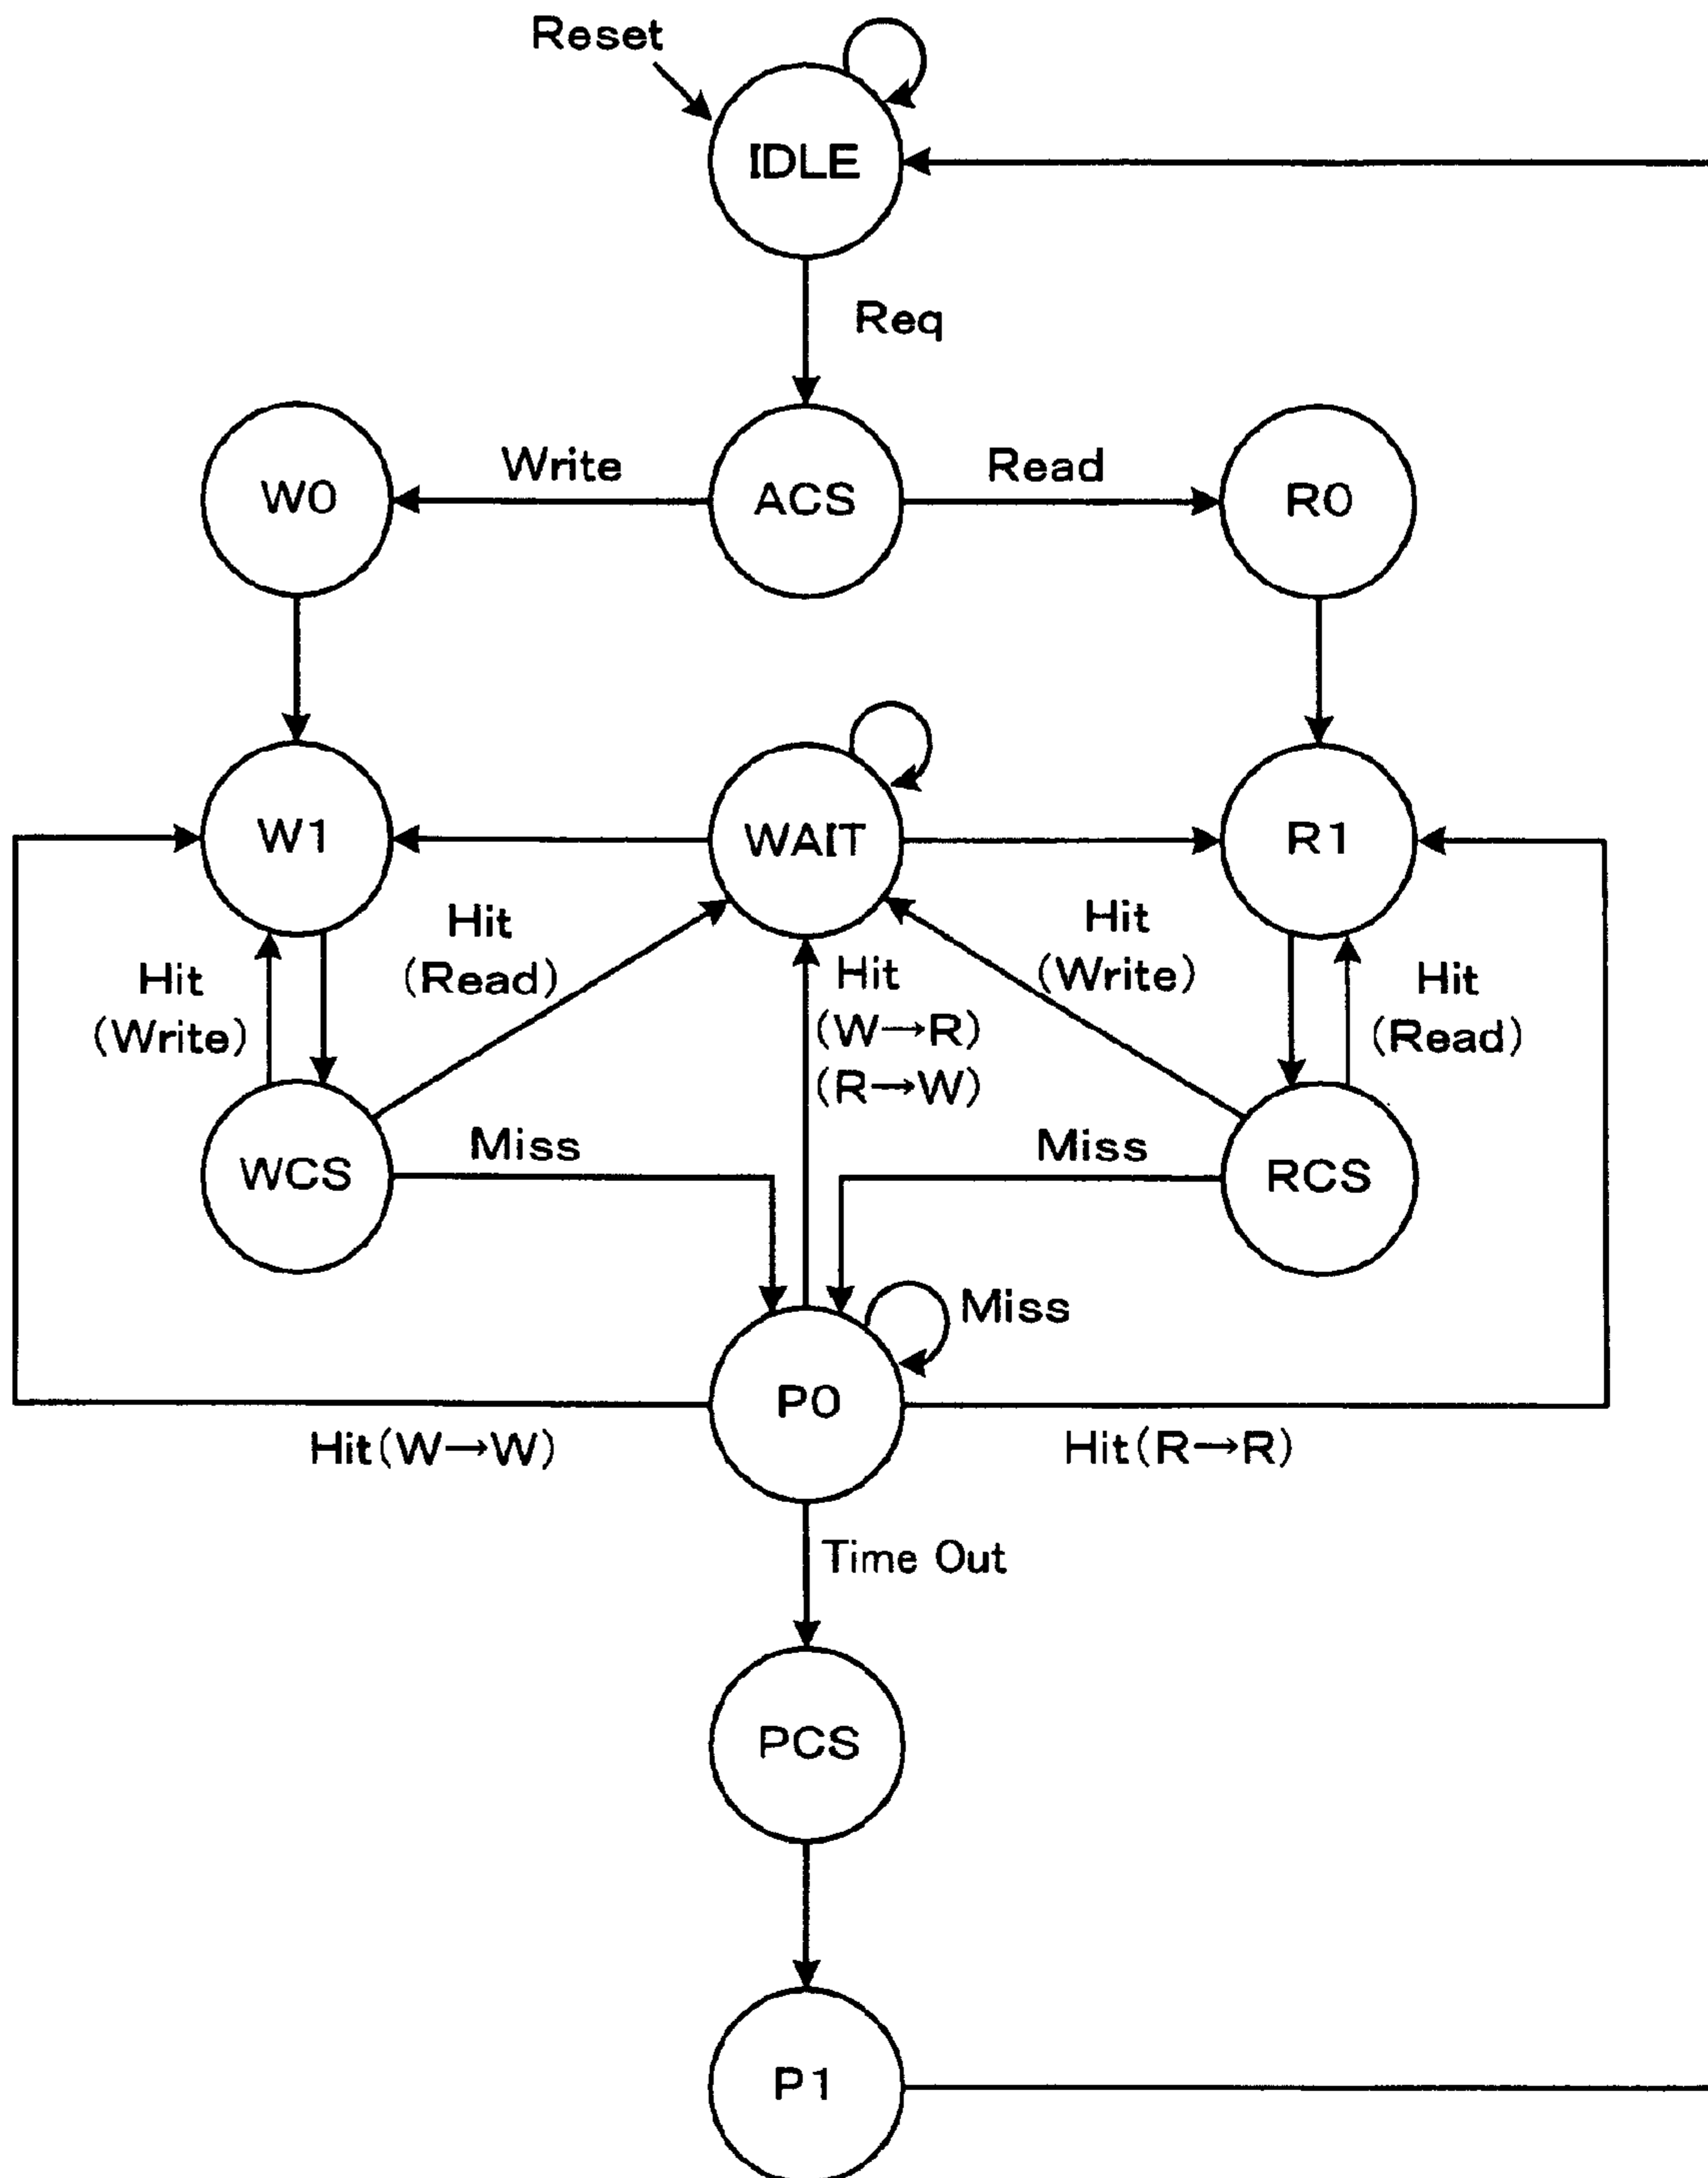 Reset
IDLE
Req
Write
Read
W0
ACS
R0
W1
WAIT
R1
Hit
(Read)
Hit
(Write)
Hit
(Write)
Hit
(W→R)
(R→W)
Hit
(Read)
Miss
Miss
WCS
RCS
Miss
P0
Hit(W→W)
Hit(R→R)
Time Out
PCS
P1